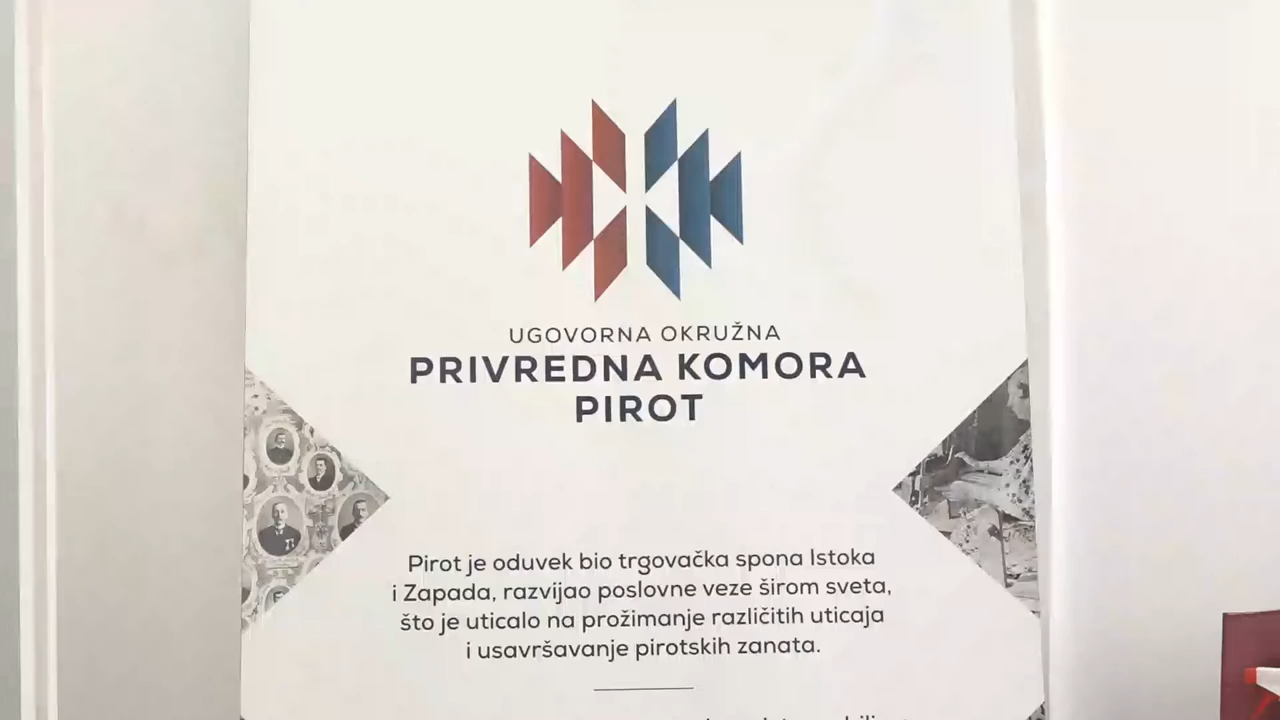 UGOVORNA OKRUŽNA
PRIVREDNA KOMORA
PIROT
Pirot je oduvek bio trgovačka spona Istoka
i Zapada, razvijao poslovne veze širom sveta,
što je uticalo na prožimanje različitih uticaja
i usavršavanje pirotskih zanata.